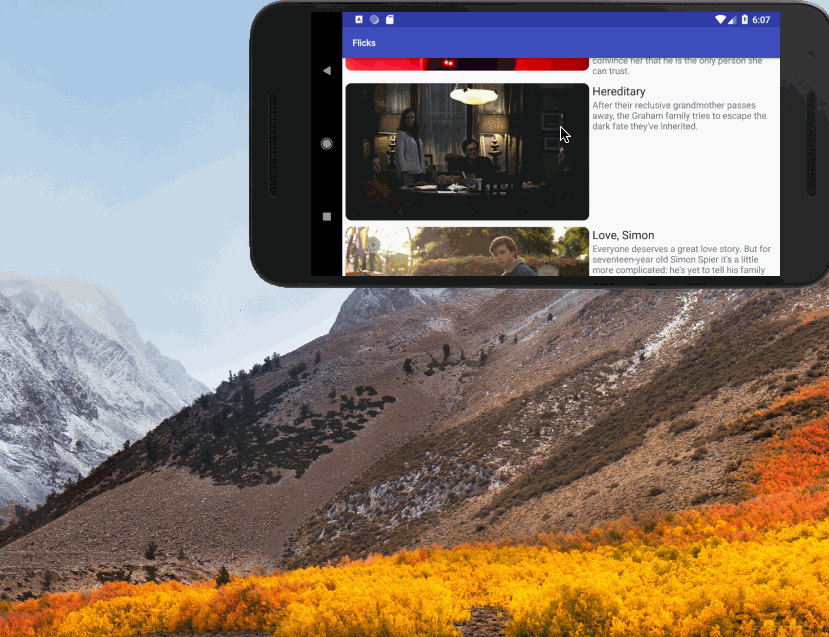 6:07
Flicks
convince her that he is the only person she
can trust.
Hereditary
After their reclusive grandmother passes
away, the Graham family tries to escape the
dark fate they've inherited.
Love, Simon
Everyone deserves a great love story. But for
seventeen-year old Simon Spier it's a little
more complicated: he's yet to tell his family